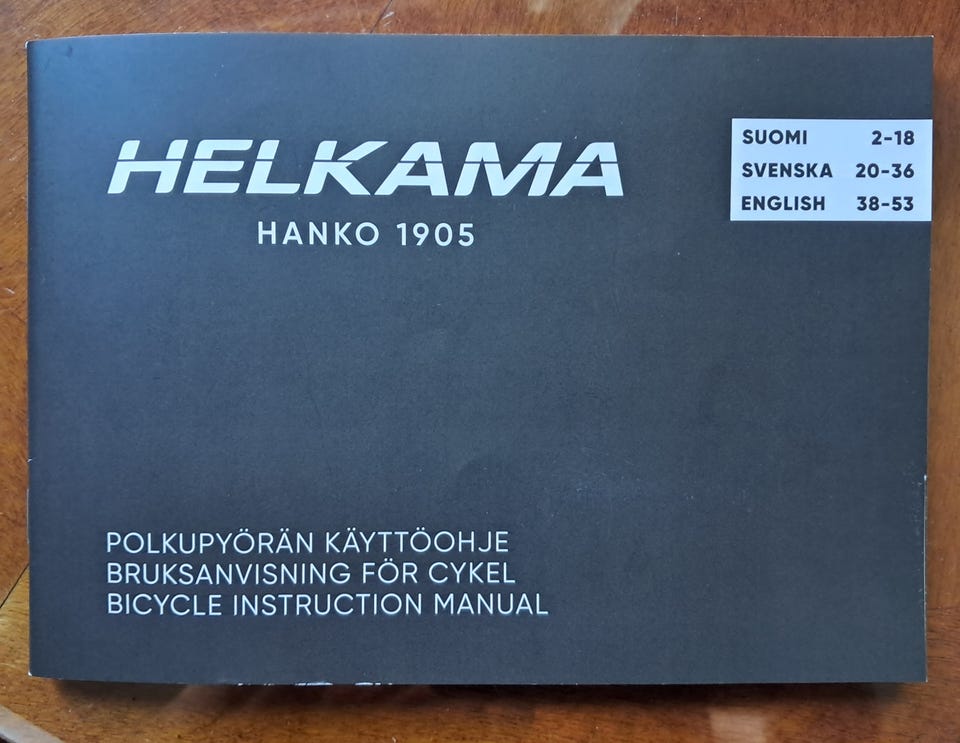 HELKAMA
HANKO 1905
SUOMI 2-18
SVENSKA 20-36
ENGLISH 38-53
POLKUPYÖRÄN KÄYTTÖOHJE
BRUKSANVISNING FÖR CYKEL
BICYCLE INSTRUCTION MANUAL